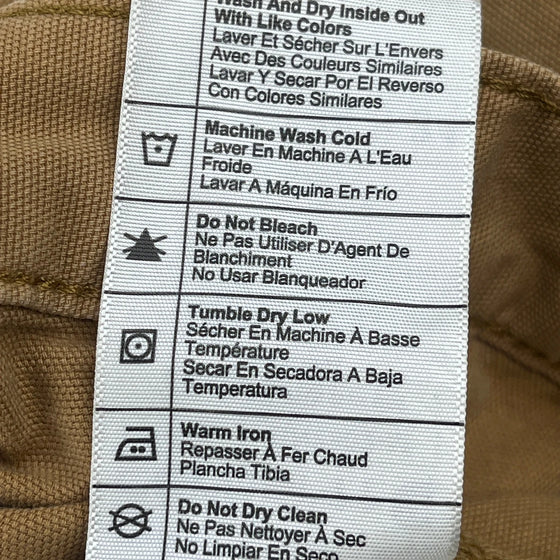 Wash And Dry Inside Out
With Like Colors
Laver Et Sécher Sur L'Envers
Avec Des Couleurs Similaires
Lavar Y Secar Por El Reverso
Con Colores Similares
Machine Wash Cold
Laver En Machine A L'Eau
Froide
Lavar A Máquina En Frío
Do Not Bleach
Ne Pas Utiliser D'Agent De
Blanchiment
No Usar Blanqueador
Tumble Dry Low
Sécher En Machine À Basse
Température
Secar En Secadora A Baja
Temperatura
Warm Iron
Repasser À Fer Chaud
Plancha Tibia
Do Not Dry Clean
Ne Pas Nettoyer À Sec
No Limpiar En Seco